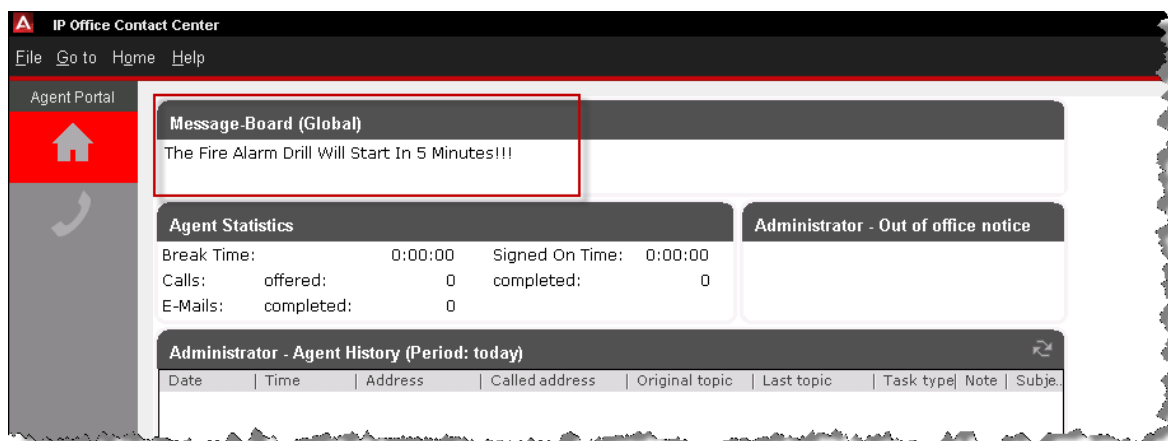 IP Office Contact Center
File Go to Home Help
Agent Portal
Message-Board (Global)
The Fire Alarm Drill Will Start In 5 Minutes!!!
Agent Statistics
Administrator - Out of office notice
Break Time: 0:00:00 Signed On Time: 0:00:00
Calls: offered: 0 completed: 0
E-Mails: completed: 0
Administrator - Agent History (Period: today)
Date Time Address Called address Original topic Last topic Task type Note Subje..